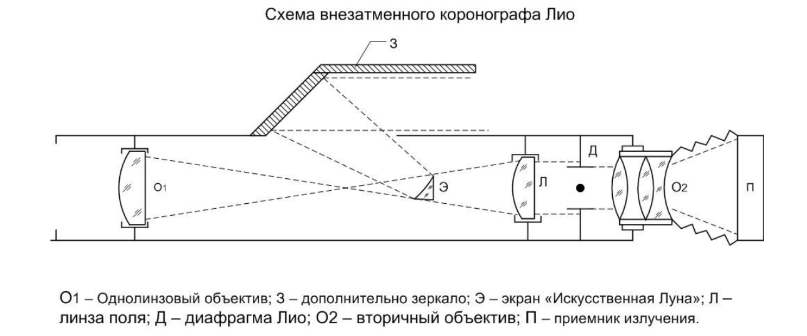 Схема внезатменного коронографа Лио
З
О1
Э
Л
Д
О2
П
О1 – Однолинзовый объектив; З – дополнительно зеркало; Э – экран «Искусственная Луна»; Л –
линза поля; Д – диафрагма Лио; О2 – вторичный объектив; П – приемник излучения.